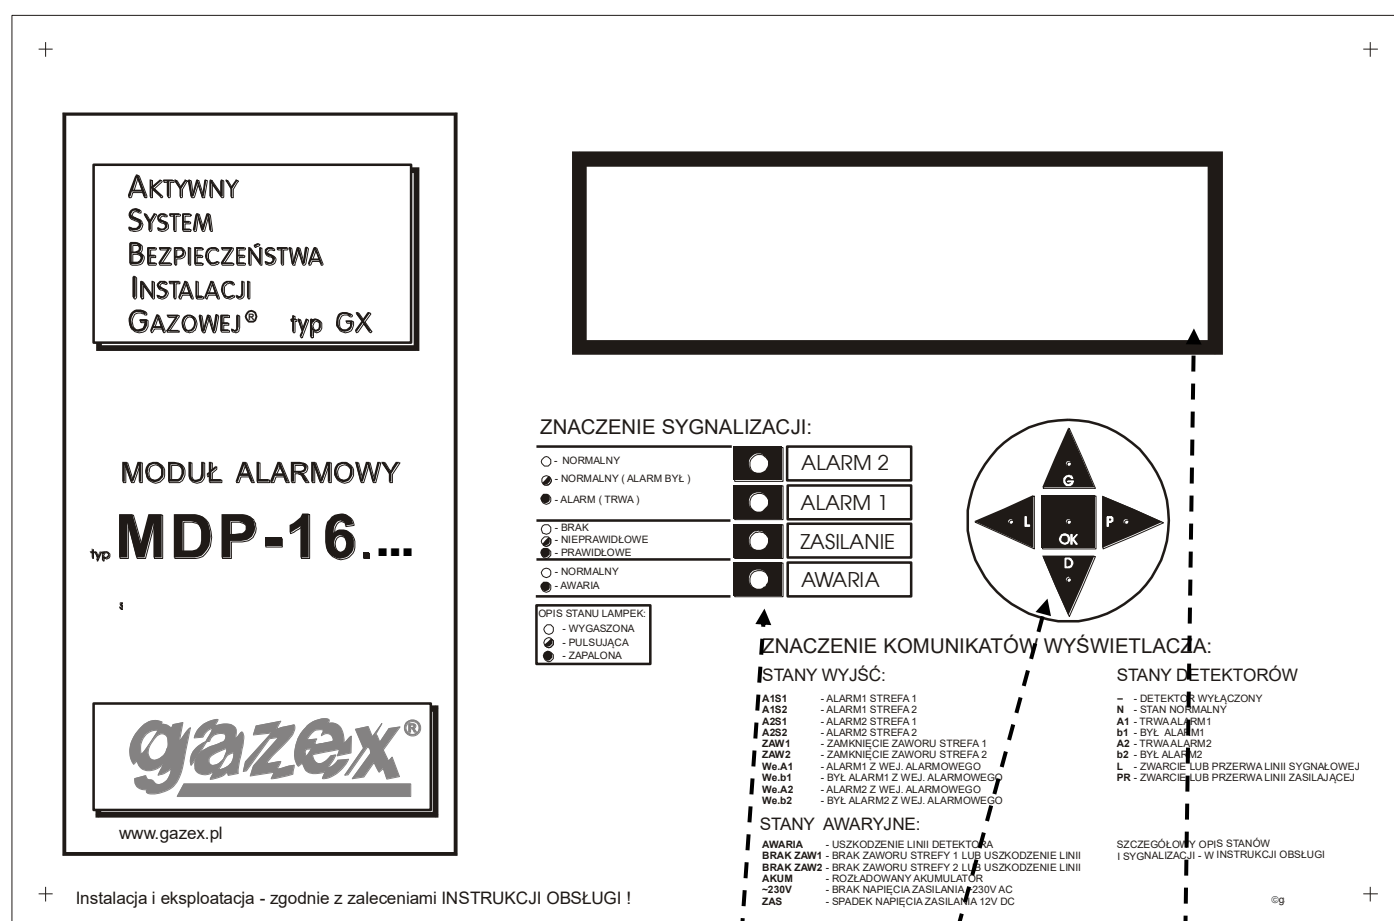 AKTYWNY
SYSTEM
BEZPIECZEŃSTWA
INSTALACJI
GAZOWEJ® typ GX
MODUŁ ALARMOWY
typ MDP-16....
gazex®
www.gazex.pl
Instalacja i eksploatacja - zgodnie z zaleceniami INSTRUKCJI OBSŁUGI !
ZNACZENIE SYGNALIZACJI:
- NORMALNY
- NORMALNY ( ALARM BYŁ )
- ALARM ( TRWA )
- BRAK
- NIEPRAWIDŁOWE
- PRAWIDŁOWE
- NORMALNY
- AWARIA
ALARM 2
ALARM 1
ZASILANIE
AWARIA
OPIS STANU LAMPEK:
- WYGASZONA
- PULSUJĄCA
- ZAPALONA
G
L OK P
D
ZNACZENIE KOMUNIKATÓW WYŚWIETLACZA:
STANY WYJŚĆ:
A1S1 - ALARM1 STREFA 1
A1S2 - ALARM1 STREFA 2
A2S1 - ALARM2 STREFA 1
A2S2 - ALARM2 STREFA 2
ZAW1 - ZAMKNIĘCIE ZAWORU STREFA 1
ZAW2 - ZAMKNIĘCIE ZAWORU STREFA 2
We.A1 - ALARM1 Z WEJ. ALARMOWEGO
We.b1 - BYŁ ALARM1 Z WEJ. ALARMOWEGO
We.A2 - ALARM2 Z WEJ. ALARMOWEGO
We.b2 - BYŁ ALARM2 Z WEJ. ALARMOWEGO
STANY AWARYJNE:
AWARIA - USZKODZENIE LINII DETEKTORA
BRAK ZAW1 - BRAK ZAWORU STREFY 1 LUB USZKODZENIE LINII
BRAK ZAW2 - BRAK ZAWORU STREFY 2 LUB USZKODZENIE LINII
AKUM - ROZŁADOWANY AKUMULATOR
~230V - BRAK NAPIĘCIA ZASILANIA ~230V AC
ZAS - SPADEK NAPIĘCIA ZASILANIA 12V DC
STANY DETEKTORÓW
– - DETEKTOR WYŁĄCZONY
N - STAN NORMALNY
A1 - TRWA ALARM1
b1 - BYŁ ALARM1
A2 - TRWA ALARM2
b2 - BYŁ ALARM2
L - ZWARCIE LUB PRZERWA LINII SYGNAŁOWEJ
PR - ZWARCIE LUB PRZERWA LINII ZASILAJĄCEJ
SZCZEGÓŁOWY OPIS STANÓW
I SYGNALIZACJI - W INSTRUKCJI OBSŁUGI
©g